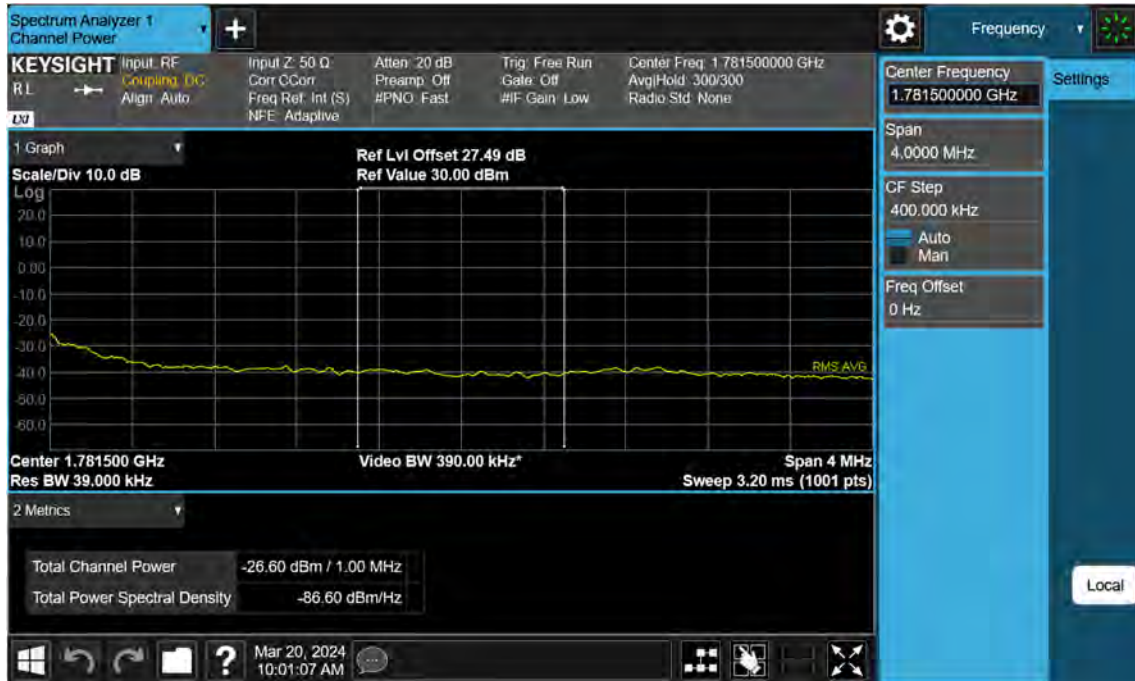 Spectrum Analyzer 1
Channel Power
Frequency
KEYSIGHT
RL
LXI
Input: RF
Coupling: DC
Align: Auto
Input Z: 50 Ω
Corr CCorr
Freq Ref: Int (S)
NFE: Adaptive
Atten: 20 dB
Preamp: Off
#PNO: Fast
Trig: Free Run
Gate: Off
#IF Gain: Low
Center Freq: 1.781500000 GHz
Avg|Hold: 300/300
Radio Std: None
1 Graph
Scale/Div 10.0 dB
Ref Lvl Offset 27.49 dB
Ref Value 30.00 dBm
Log
20.0
10.0
0.00
-10.0
-20.0
-30.0
-40.0
-50.0
-60.0
RMS AVG
Center 1.781500 GHz
Res BW 39.000 kHz
Video BW 390.00 kHz*
Span 4 MHz
Sweep 3.20 ms (1001 pts)
2 Metrics
Total Channel Power -26.60 dBm / 1.00 MHz
Total Power Spectral Density -86.60 dBm/Hz
Mar 20, 2024
10:01:07 AM
Center Frequency
1.781500000 GHz
Span
4.0000 MHz
CF Step
400.000 kHz
Auto
Man
Freq Offset
0 Hz
Settings
Local